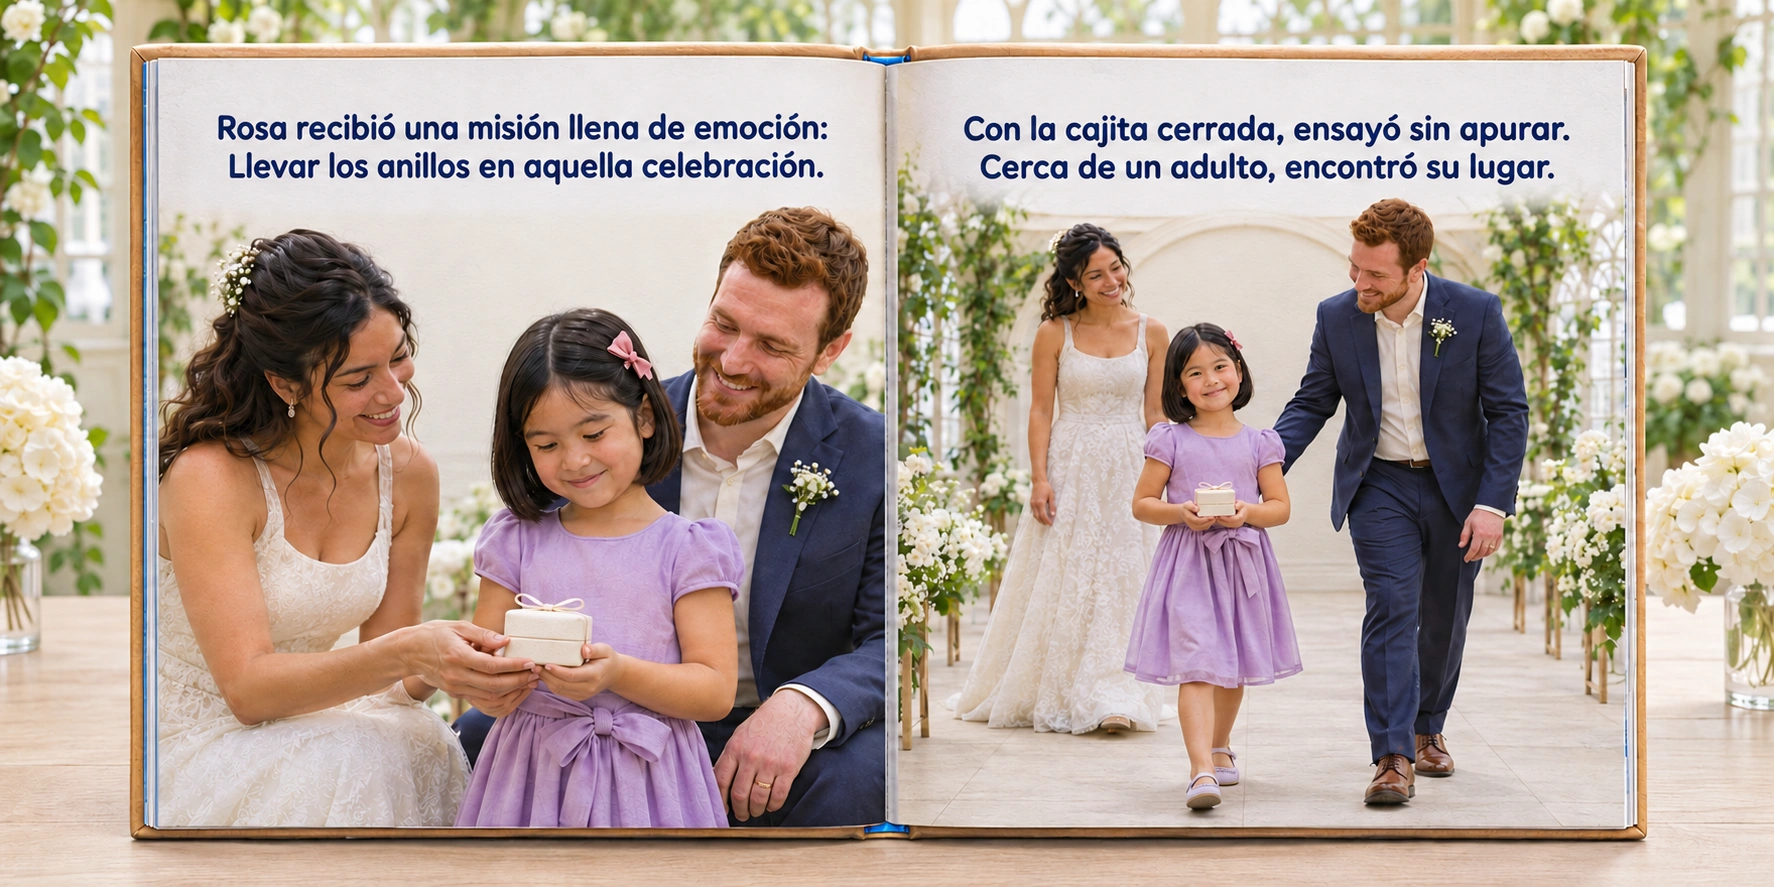 Rosa recibió una misión llena de emoción:
Llevar los anillos en aquella celebración.
Con la cajita cerrada, ensayó sin apurar.
Cerca de un adulto, encontró su lugar.